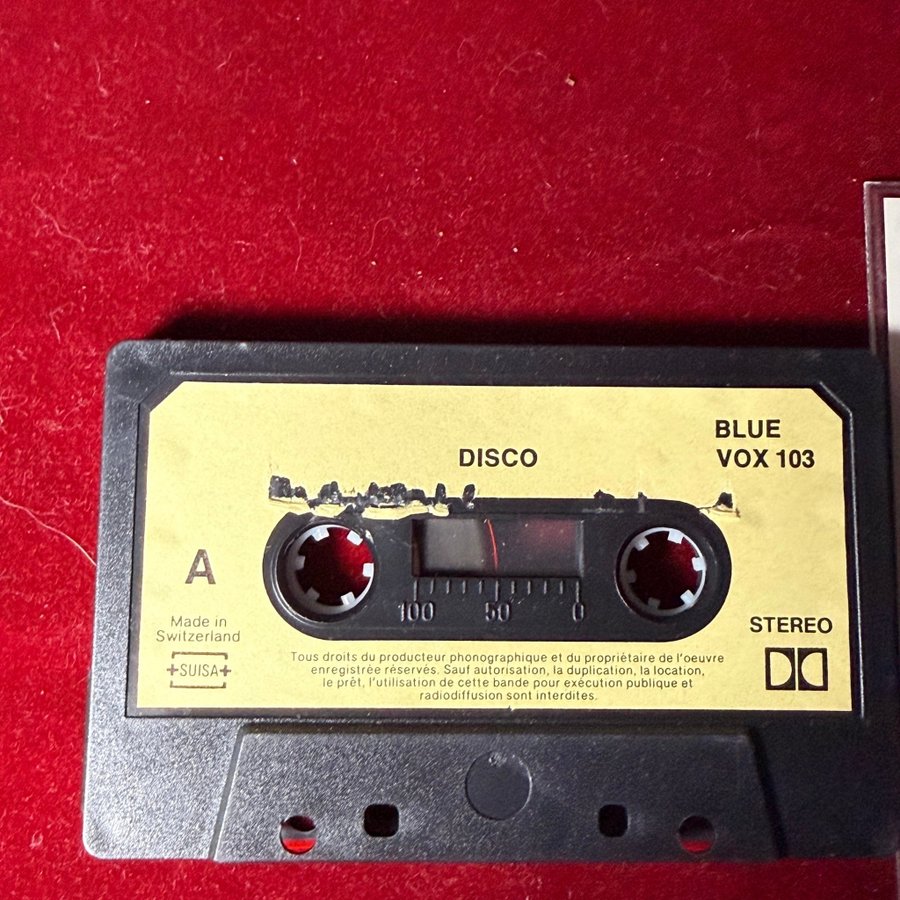 BLUE
DISCO VOX 103
A
100 50 0
Made in
Switzerland
STEREO
SUISA
Tous droits du producteur phonographique et du propriétaire de l'oeuvre
enregistrée réservés. Sauf autorisation, la duplication, la location,
le prêt, l'utilisation de cette bande pour exécution publique et
radiodiffusion sont interdites.